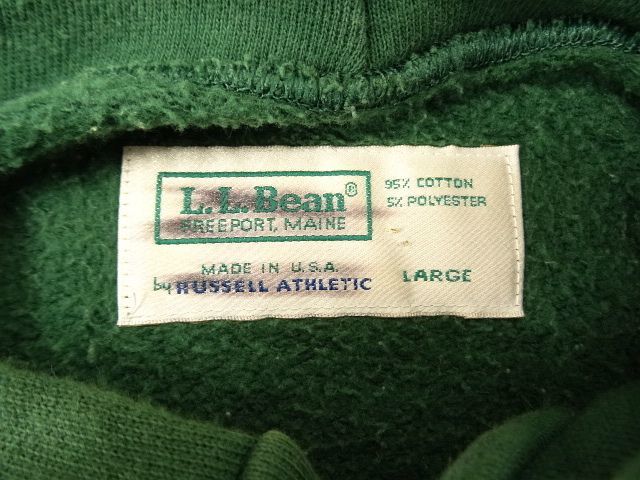 L.L.Bean®
FREEPORT, MAINE
95% COTTON
5% POLYESTER
MADE IN U.S.A.
by RUSSELL ATHLETIC
LARGE